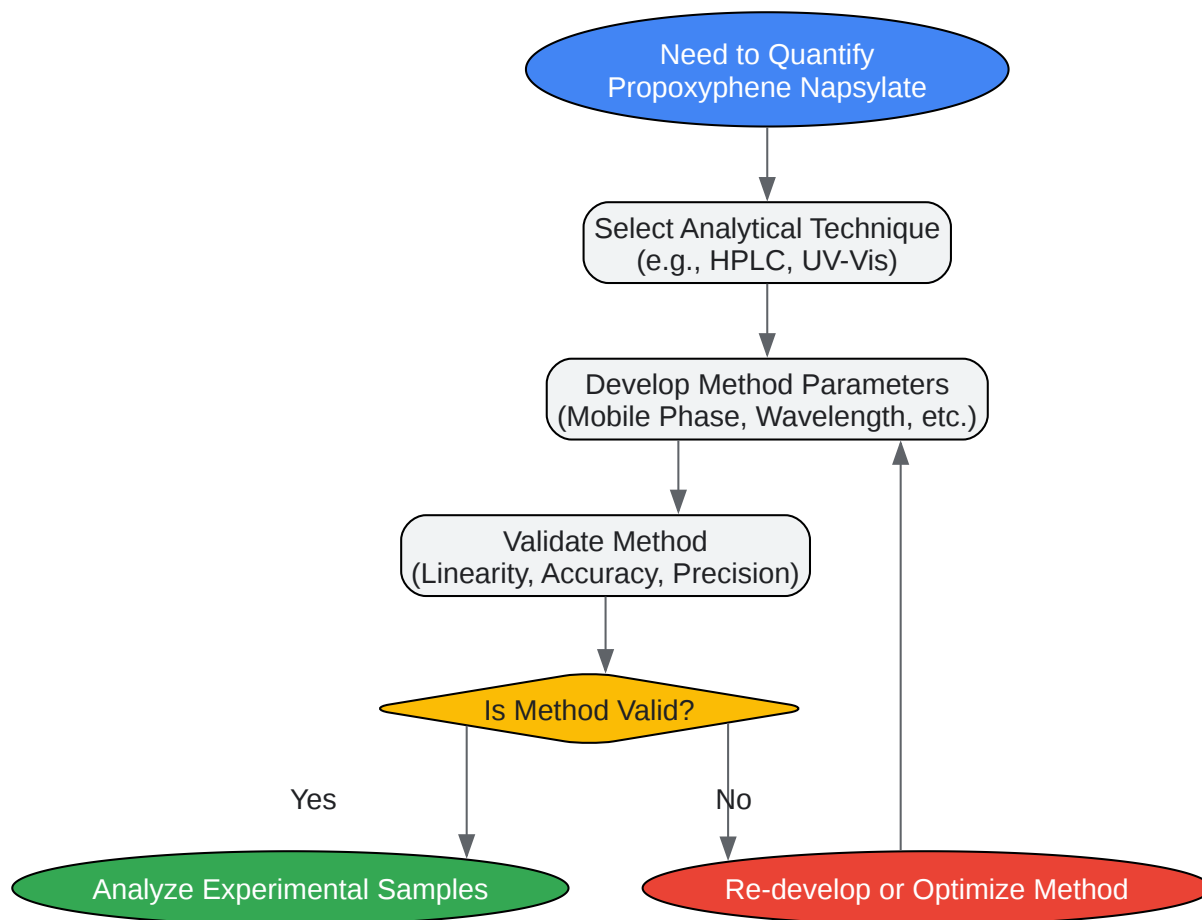 Need to Quantify
Propoxyphene Napsylate
Select Analytical Technique
(e.g., HPLC, UV-Vis)
Develop Method Parameters
(Mobile Phase, Wavelength, etc.)
Validate Method
(Linearity, Accuracy, Precision)
Is Method Valid?
Yes
No
Analyze Experimental Samples
Re-develop or Optimize Method